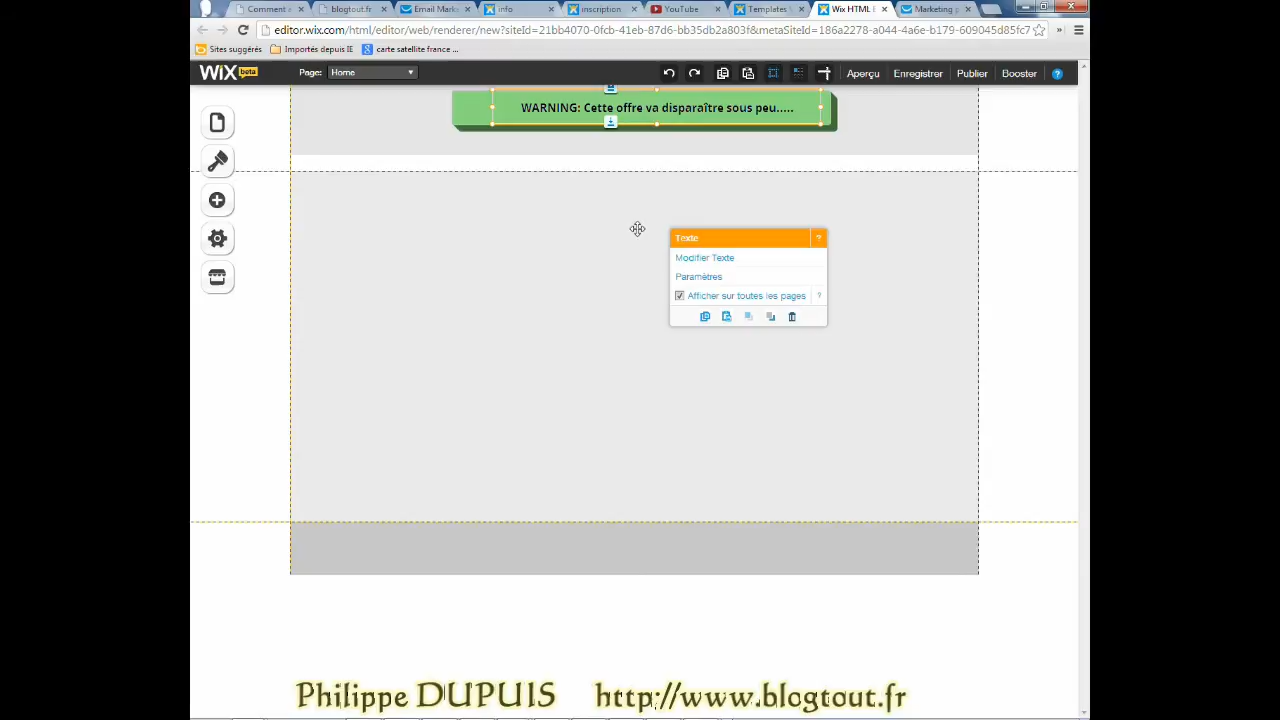 Comment a
blogtout.fr
Email Mark
info
inscription
YouTube
Templates
Wix HTML E
Marketing p
editor.wix.com/html/editor/web/renderer/new?siteId=21bb4070-0fcb-41eb-87d6-bb35db2a803f&metaSiteId=186a2278-a044-4a6e-b179-609045d85fc7
Sites suggérés
Importés depuis IE
carte satellite france ...
WiX beta
Page:
Home
Aperçu
Enregistrer
Publier
Booster
?
WARNING: Cette offre va disparaître sous peu.....
Texte
?
Modifier Texte
Paramètres
Afficher sur toutes les pages
?
Philippe DUPUIS http://www.blogtout.fr